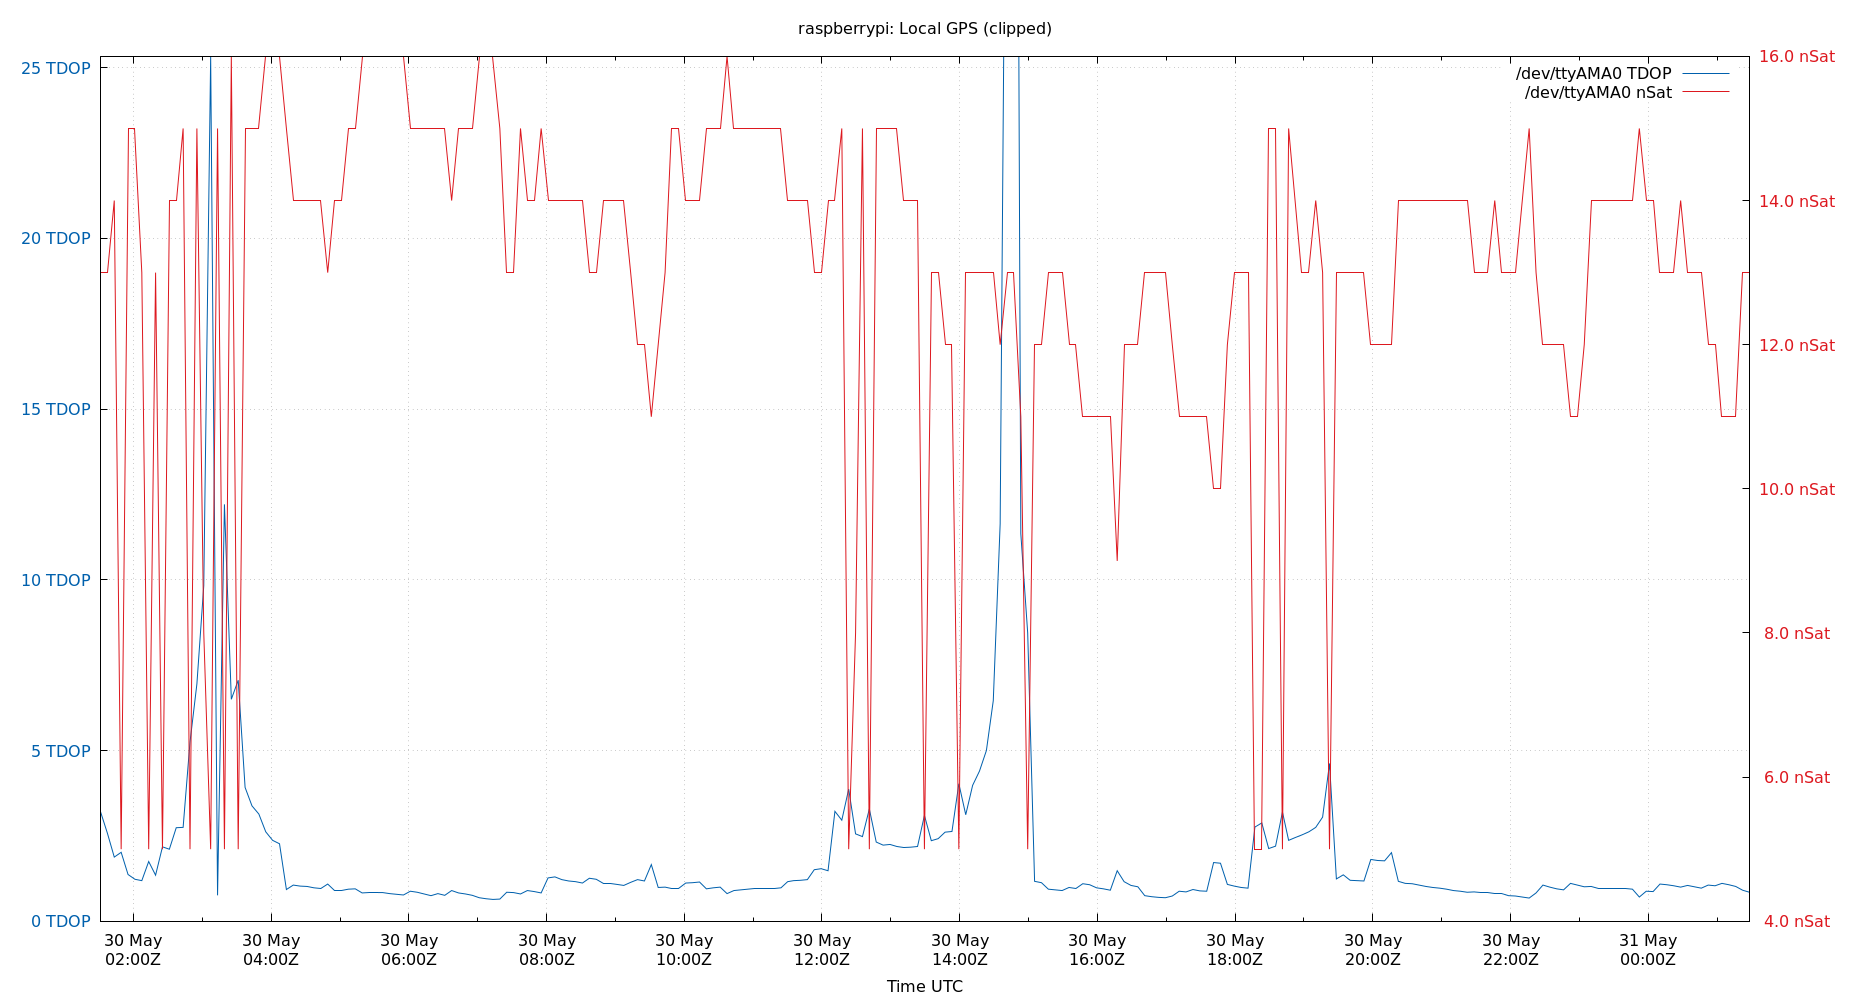 raspberrypi: Local GPS (clipped)
25 TDOP
20 TDOP
15 TDOP
10 TDOP
5 TDOP
0 TDOP
16.0 nSat
14.0 nSat
12.0 nSat
10.0 nSat
8.0 nSat
6.0 nSat
4.0 nSat
/dev/ttyAMA0 TDOP
/dev/ttyAMA0 nSat
30 May
02:00Z
30 May
04:00Z
30 May
06:00Z
30 May
08:00Z
30 May
10:00Z
30 May
12:00Z
30 May
14:00Z
30 May
16:00Z
30 May
18:00Z
30 May
20:00Z
30 May
22:00Z
31 May
00:00Z
Time UTC